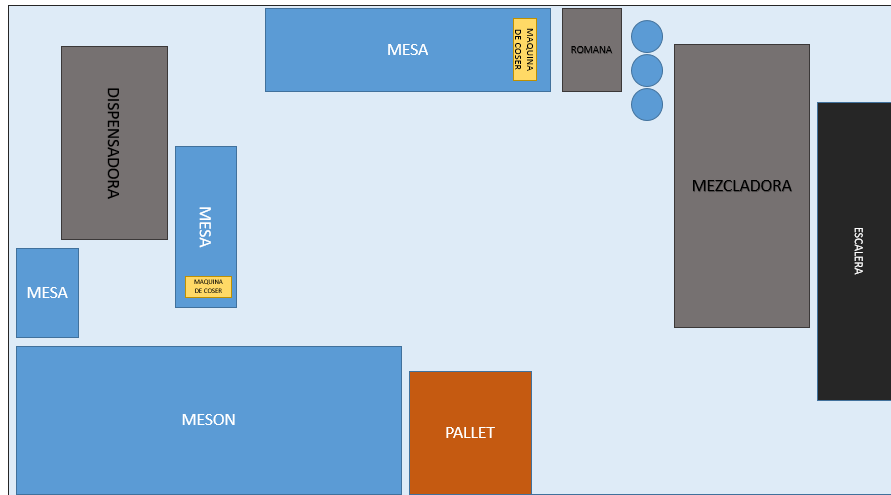 MESA
MAQUINA
DE COSER
ROMANA
DISPENSADORA
MEZCLADORA
MESA
ESCALERA
MAQUINA
DE COSER
MESA
MESON
PALLET